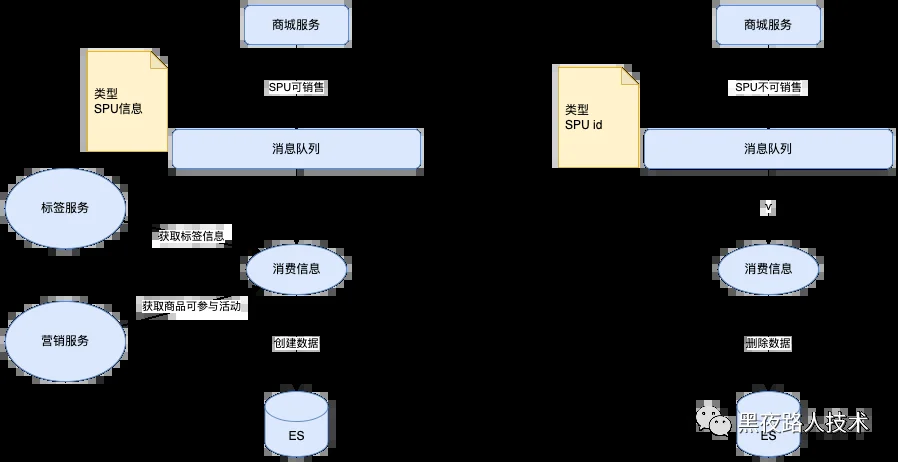 商城服务
SPU可销售
类型
SPU信息
消息队列
标签服务
获取标签信息
消费信息
获取商品可参与活动
营销服务
创建数据
ES
商城服务
SPU不可销售
类型
SPU id
消息队列
Y
消费信息
删除数据
ES
黑夜路人技术